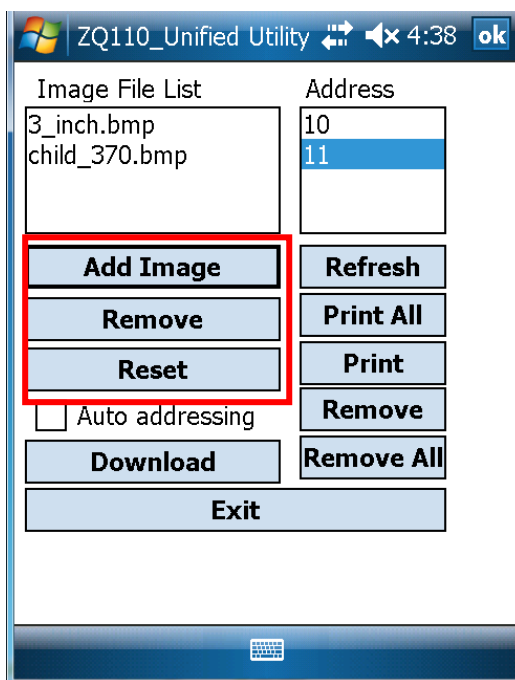 ZQ110_Unified Utility 4:38 ok
Image File List
3_inch.bmp
child_370.bmp
Address
10
11
Add Image
Remove
Reset
Auto addressing
Download
Refresh
Print All
Print
Remove
Remove All
Exit